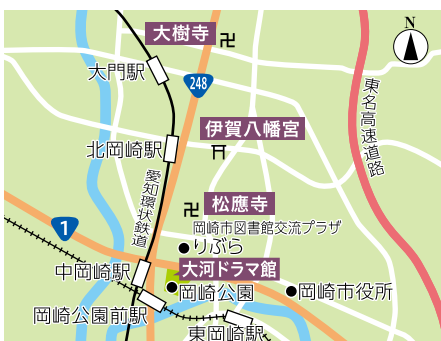 大樹寺
卍
N
大門駅
248
東名高速道路
伊賀八幡宮
北岡崎駅
愛知環状鉄道
松應寺
卍
岡崎市図書館交流プラザ
りぶら
1
大河ドラマ館
中岡崎駅
岡崎公園
岡崎市役所
岡崎公園前駅
東岡崎駅